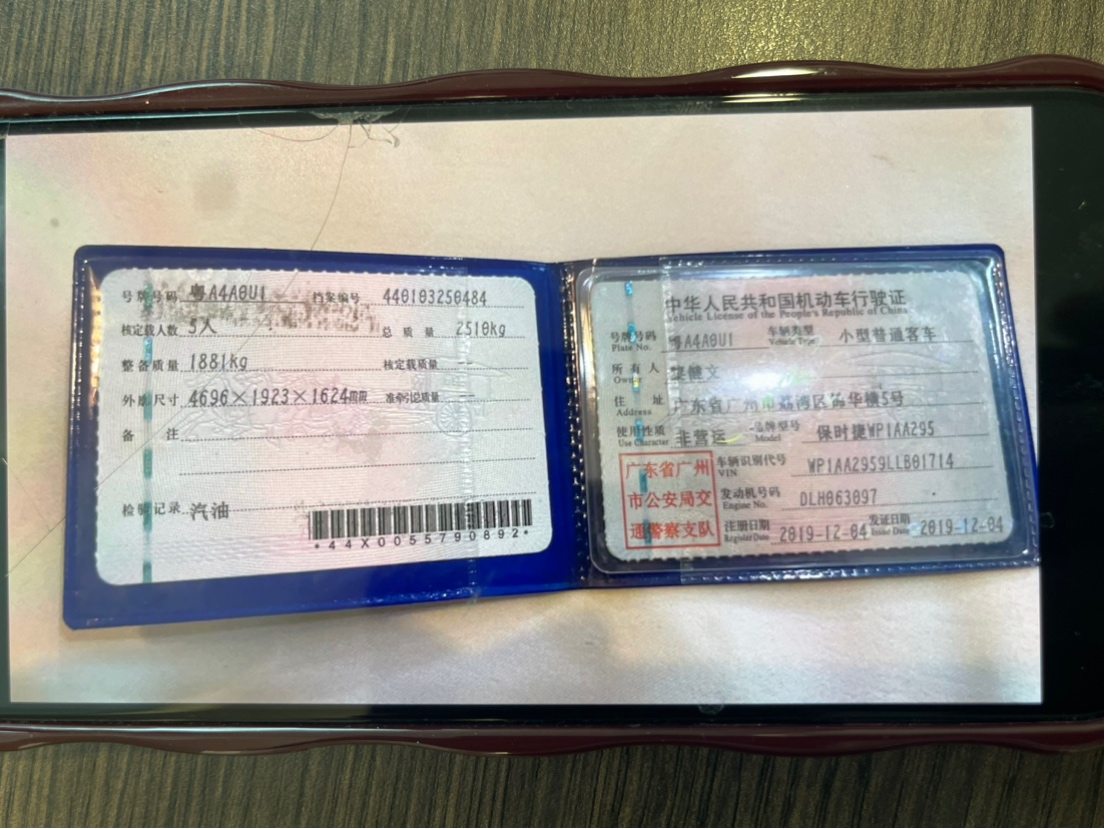 号牌号码 粤A4A0U1 档案编号 440103250484
核定载人数 5人 总质量 2510kg
整备质量 1881kg 核定载质量 --
外廓尺寸 4696×1923×1624mm 准牵引总质量 --
备注
检验记录 汽油
*44X0055790892*
中华人民共和国机动车行驶证
Vehicle License of the People's Republic of China
号牌号码 粤A4A0U1 车辆类型 小型普通客车
Plate No. Vehicle Type
所有人 健文
Owner
住址 广东省广州市荔湾区 华横5号
Address
使用性质 非营运 品牌型号 保时捷WP1AA295
Use Character Model
广东省广州
市公安局交
通警察支队
车辆识别代号 WP1AA2959LLB01714
VIN
发动机号码 DLH063097
Engine No.
注册日期 2019-12-04 发证日期 2019-12-04
Register Date Issue Date